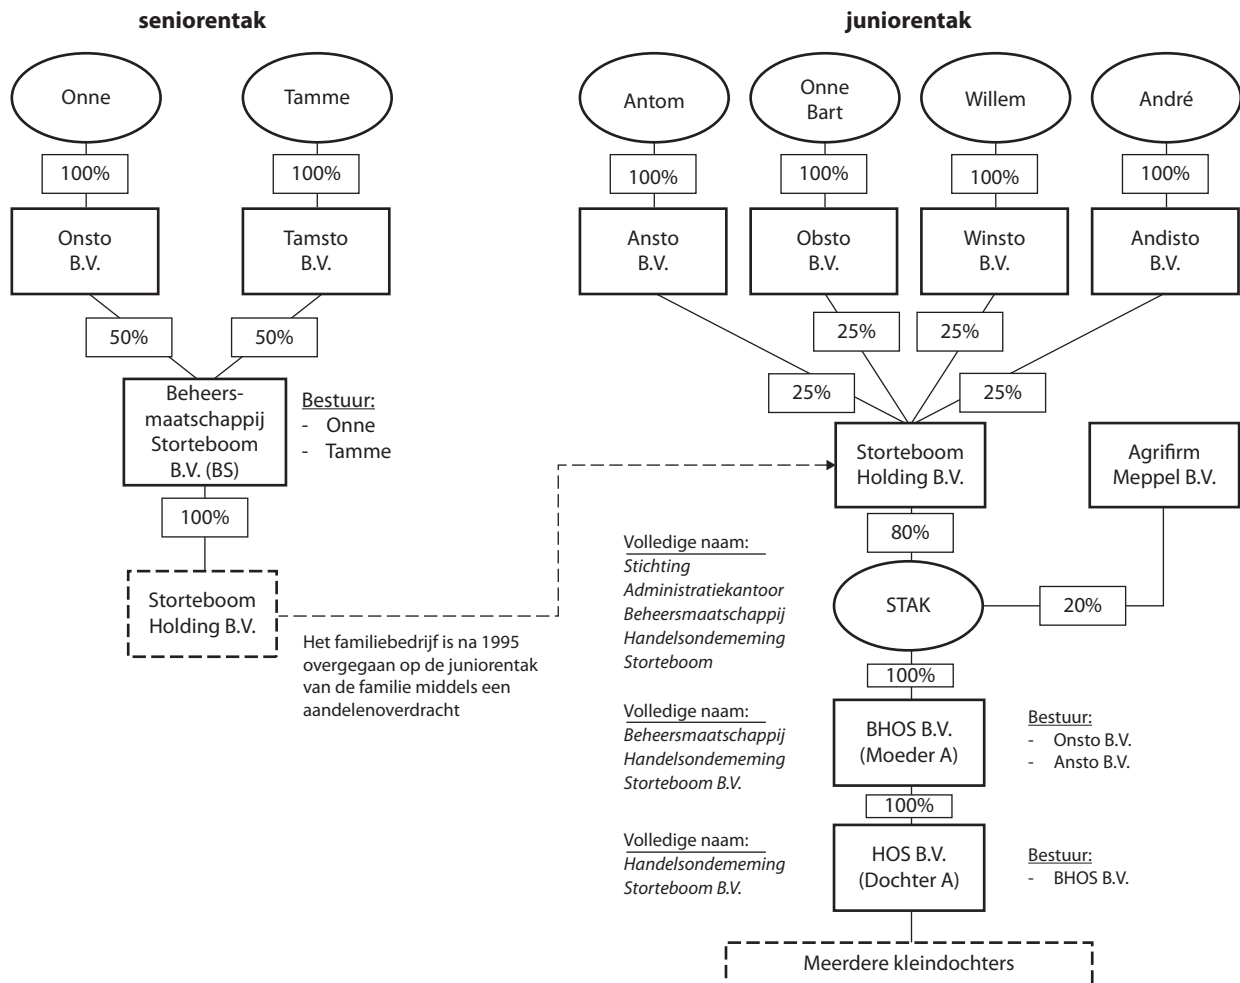 seniorentak
juniorentak
Onne
Tamme
Antom
Onne
Bart
Willem
André
100%
100%
100%
100%
100%
100%
Onsto
B.V.
Tamsto
B.V.
Ansto
B.V.
Obsto
B.V.
Winsto
B.V.
Andisto
B.V.
50%
50%
25%
25%
25%
25%
Beheers-
maatschappij
Storteboom
B.V. (BS)
Bestuur:
- Onne
- Tamme
100%
Storteboom
Holding B.V.
Het familiebedrijf is na 1995
overgegaan op de juniorentak
van de familie middels een
aandelenoverdracht
Storteboom
Holding B.V.
Agrifirm
Meppel B.V.
80%
Volledige naam:
Stichting
Administratiekantoor
Beheersmaatschappij
Handelsondememing
Storteboom
STAK
20%
100%
Volledige naam:
Beheersmaatschappij
Handelsondememing
Storteboom B.V.
BHOS B.V.
(Moeder A)
Bestuur:
- Onsto B.V.
- Ansto B.V.
100%
Volledige naam:
Handelsondememing
Storteboom B.V.
HOS B.V.
(Dochter A)
Bestuur:
- BHOS B.V.
Meerdere kleindochters